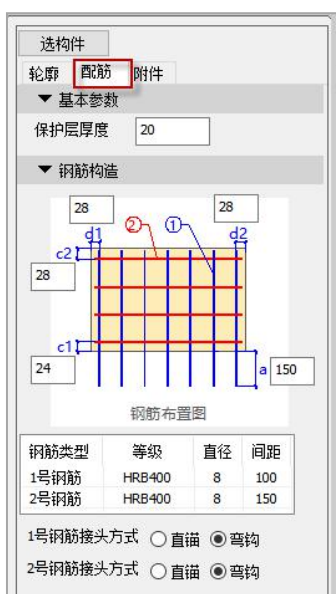 选构件
轮廓 配筋 附件
▼ 基本参数
保护层厚度 20
▼ 钢筋构造
28 28
② ①
d1 d2
c2
28
c1
24 a 150
钢筋布置图
钢筋类型 等级 直径 间距
1号钢筋 HRB400 8 100
2号钢筋 HRB400 8 150
1号钢筋接头方式 直锚 弯钩
2号钢筋接头方式 直锚 弯钩